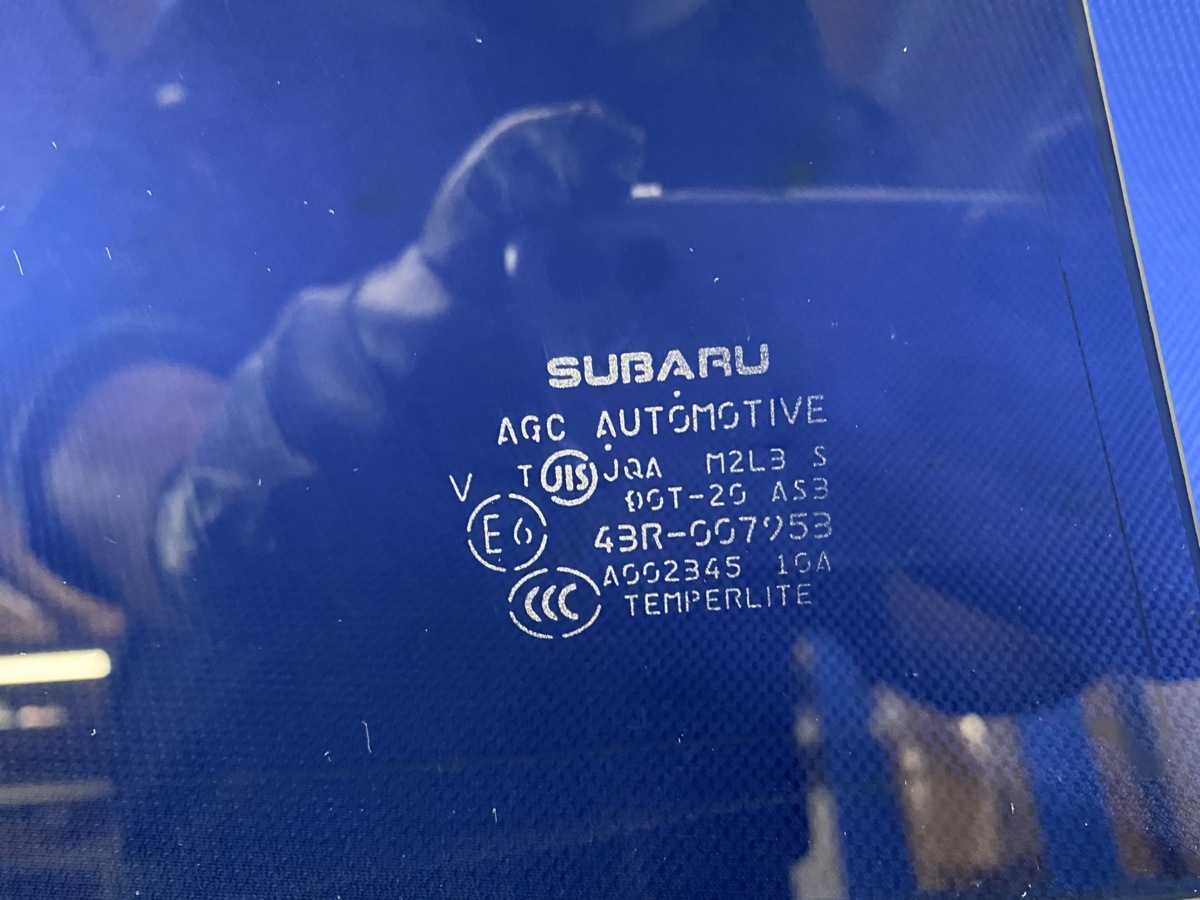 SUBARU
AGC AUTOMOTIVE
V T JIS JQA M2L3 S
DOT-20 AS3
E6 43R-007953
A002345 10A
CCC TEMPERLITE